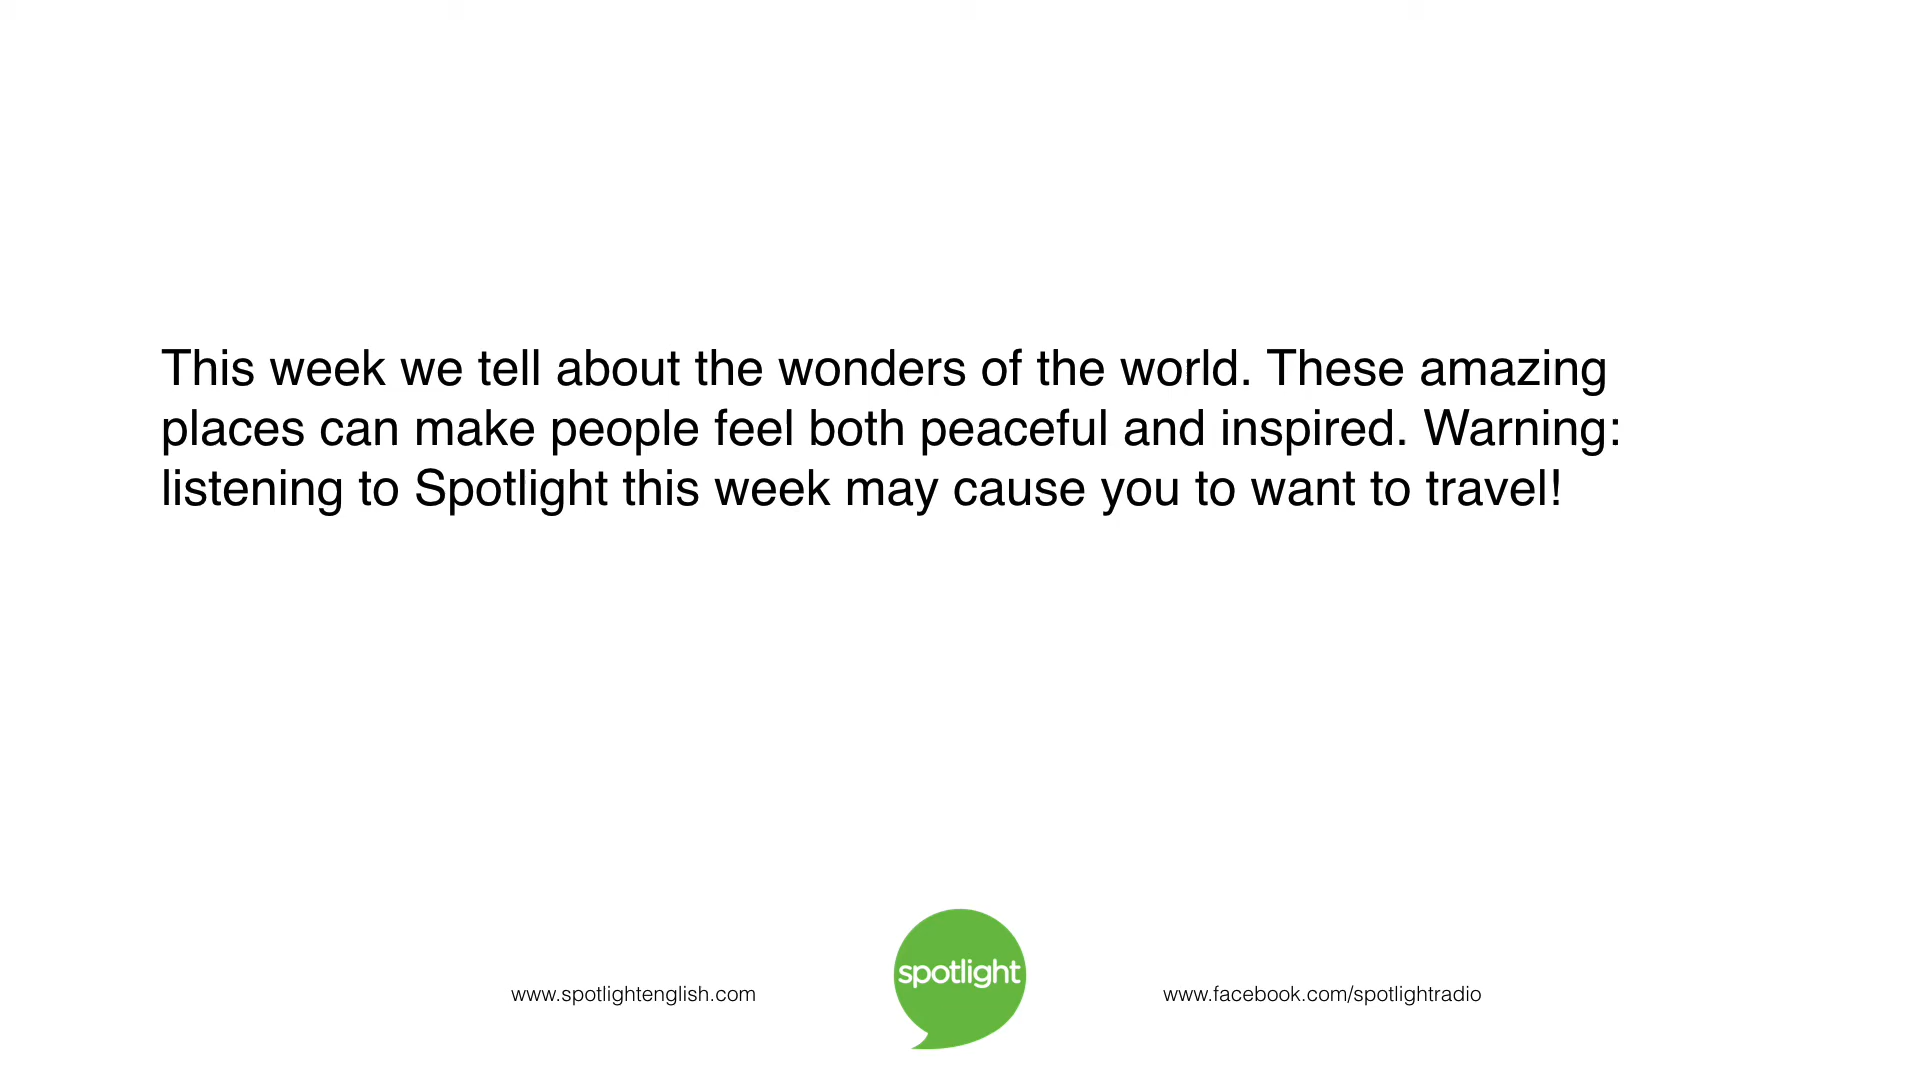 This week we tell about the wonders of the world. These amazing
places can make people feel both peaceful and inspired. Warning:
listening to Spotlight this week may cause you to want to travel!
spotlight
www.spotlightenglish.com
www.facebook.com/spotlightradio